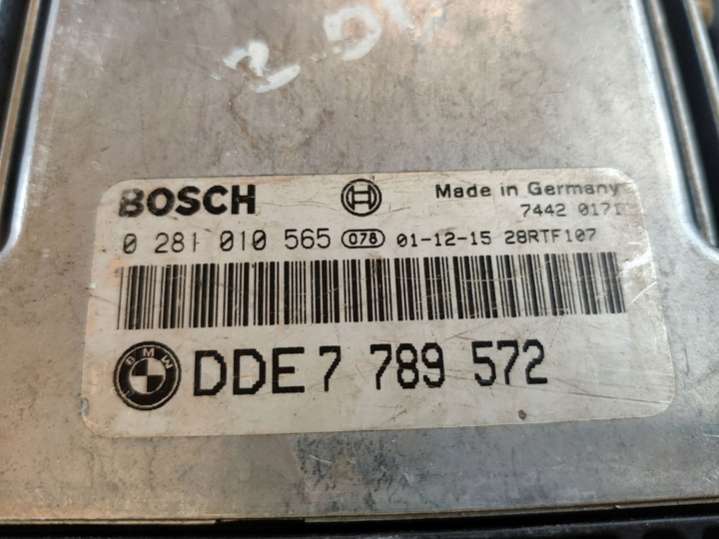 BOSCH
Made in Germany
7442 0171
0 281 010 565 078 01-12-15 28RTF107
BMW DDE 7 789 572